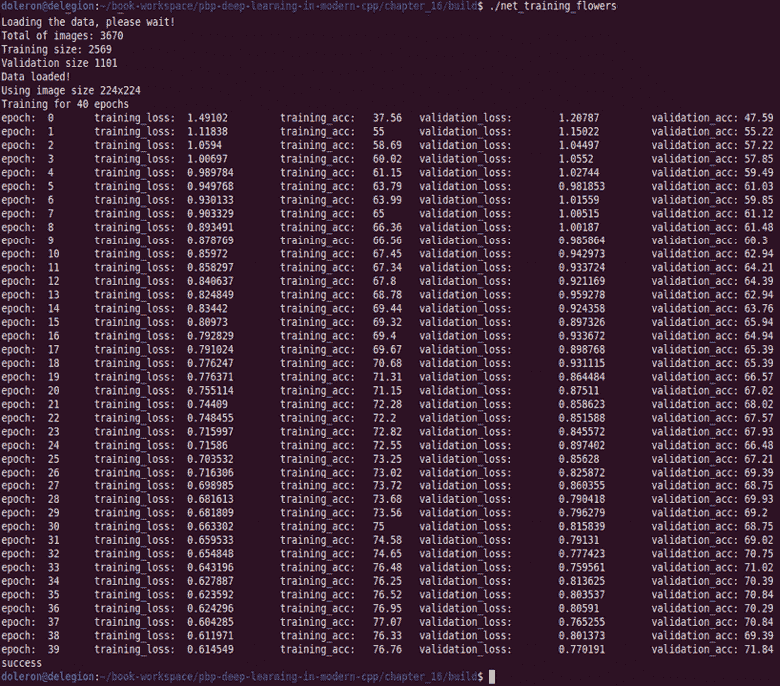 doleron@delegion:~/book-workspace/pbp-deep-learning-in-modern-cpp/chapter_16/build$ ./net_training_flowers
Loading the data, please wait!
Total of images: 3670
Training size: 2569
Validation size 1101
Data loaded!
Using image size 224x224
Training for 40 epochs
epoch: 0 training_loss: 1.49102 training_acc: 37.56 validation_loss: 1.20787 validation_acc: 47.59
epoch: 1 training_loss: 1.11838 training_acc: 55 validation_loss: 1.15022 validation_acc: 55.22
epoch: 2 training_loss: 1.0594 training_acc: 58.69 validation_loss: 1.04497 validation_acc: 57.22
epoch: 3 training_loss: 1.00697 training_acc: 60.02 validation_loss: 1.0552 validation_acc: 57.85
epoch: 4 training_loss: 0.989784 training_acc: 61.15 validation_loss: 1.02744 validation_acc: 59.49
epoch: 5 training_loss: 0.949768 training_acc: 63.79 validation_loss: 0.981853 validation_acc: 61.03
epoch: 6 training_loss: 0.930133 training_acc: 63.99 validation_loss: 1.01559 validation_acc: 59.85
epoch: 7 training_loss: 0.903329 training_acc: 65 validation_loss: 1.00515 validation_acc: 61.12
epoch: 8 training_loss: 0.893491 training_acc: 66.36 validation_loss: 1.00187 validation_acc: 61.48
epoch: 9 training_loss: 0.878769 training_acc: 66.56 validation_loss: 0.985864 validation_acc: 60.3
epoch: 10 training_loss: 0.85972 training_acc: 67.45 validation_loss: 0.942973 validation_acc: 62.94
epoch: 11 training_loss: 0.858297 training_acc: 67.34 validation_loss: 0.933724 validation_acc: 64.21
epoch: 12 training_loss: 0.840637 training_acc: 67.8 validation_loss: 0.921169 validation_acc: 64.39
epoch: 13 training_loss: 0.824849 training_acc: 68.78 validation_loss: 0.959278 validation_acc: 62.94
epoch: 14 training_loss: 0.83442 training_acc: 69.44 validation_loss: 0.924358 validation_acc: 63.76
epoch: 15 training_loss: 0.80973 training_acc: 69.32 validation_loss: 0.897326 validation_acc: 65.94
epoch: 16 training_loss: 0.792829 training_acc: 69.4 validation_loss: 0.933672 validation_acc: 64.94
epoch: 17 training_loss: 0.791024 training_acc: 69.67 validation_loss: 0.898768 validation_acc: 65.39
epoch: 18 training_loss: 0.776247 training_acc: 70.68 validation_loss: 0.931115 validation_acc: 65.39
epoch: 19 training_loss: 0.776371 training_acc: 71.31 validation_loss: 0.864484 validation_acc: 66.57
epoch: 20 training_loss: 0.755114 training_acc: 71.15 validation_loss: 0.87511 validation_acc: 67.02
epoch: 21 training_loss: 0.74409 training_acc: 72.28 validation_loss: 0.858623 validation_acc: 68.02
epoch: 22 training_loss: 0.748455 training_acc: 72.2 validation_loss: 0.851588 validation_acc: 67.57
epoch: 23 training_loss: 0.715997 training_acc: 72.82 validation_loss: 0.845572 validation_acc: 67.93
epoch: 24 training_loss: 0.71586 training_acc: 72.55 validation_loss: 0.897402 validation_acc: 66.48
epoch: 25 training_loss: 0.703532 training_acc: 73.25 validation_loss: 0.85628 validation_acc: 67.21
epoch: 26 training_loss: 0.716306 training_acc: 73.02 validation_loss: 0.825872 validation_acc: 69.39
epoch: 27 training_loss: 0.698985 training_acc: 73.72 validation_loss: 0.860355 validation_acc: 68.75
epoch: 28 training_loss: 0.681613 training_acc: 73.68 validation_loss: 0.790418 validation_acc: 69.93
epoch: 29 training_loss: 0.681809 training_acc: 73.56 validation_loss: 0.796279 validation_acc: 69.2
epoch: 30 training_loss: 0.663302 training_acc: 75 validation_loss: 0.815839 validation_acc: 68.75
epoch: 31 training_loss: 0.659533 training_acc: 74.58 validation_loss: 0.79131 validation_acc: 69.02
epoch: 32 training_loss: 0.654848 training_acc: 74.65 validation_loss: 0.777423 validation_acc: 70.75
epoch: 33 training_loss: 0.643196 training_acc: 76.48 validation_loss: 0.759561 validation_acc: 71.02
epoch: 34 training_loss: 0.627887 training_acc: 76.25 validation_loss: 0.813625 validation_acc: 70.39
epoch: 35 training_loss: 0.623592 training_acc: 76.52 validation_loss: 0.803537 validation_acc: 70.84
epoch: 36 training_loss: 0.624296 training_acc: 76.95 validation_loss: 0.80591 validation_acc: 70.29
epoch: 37 training_loss: 0.604285 training_acc: 77.07 validation_loss: 0.765255 validation_acc: 70.84
epoch: 38 training_loss: 0.611971 training_acc: 76.33 validation_loss: 0.801373 validation_acc: 69.39
epoch: 39 training_loss: 0.614549 training_acc: 76.76 validation_loss: 0.770191 validation_acc: 71.84
success
doleron@delegion:~/book-workspace/pbp-deep-learning-in-modern-cpp/chapter_16/build$